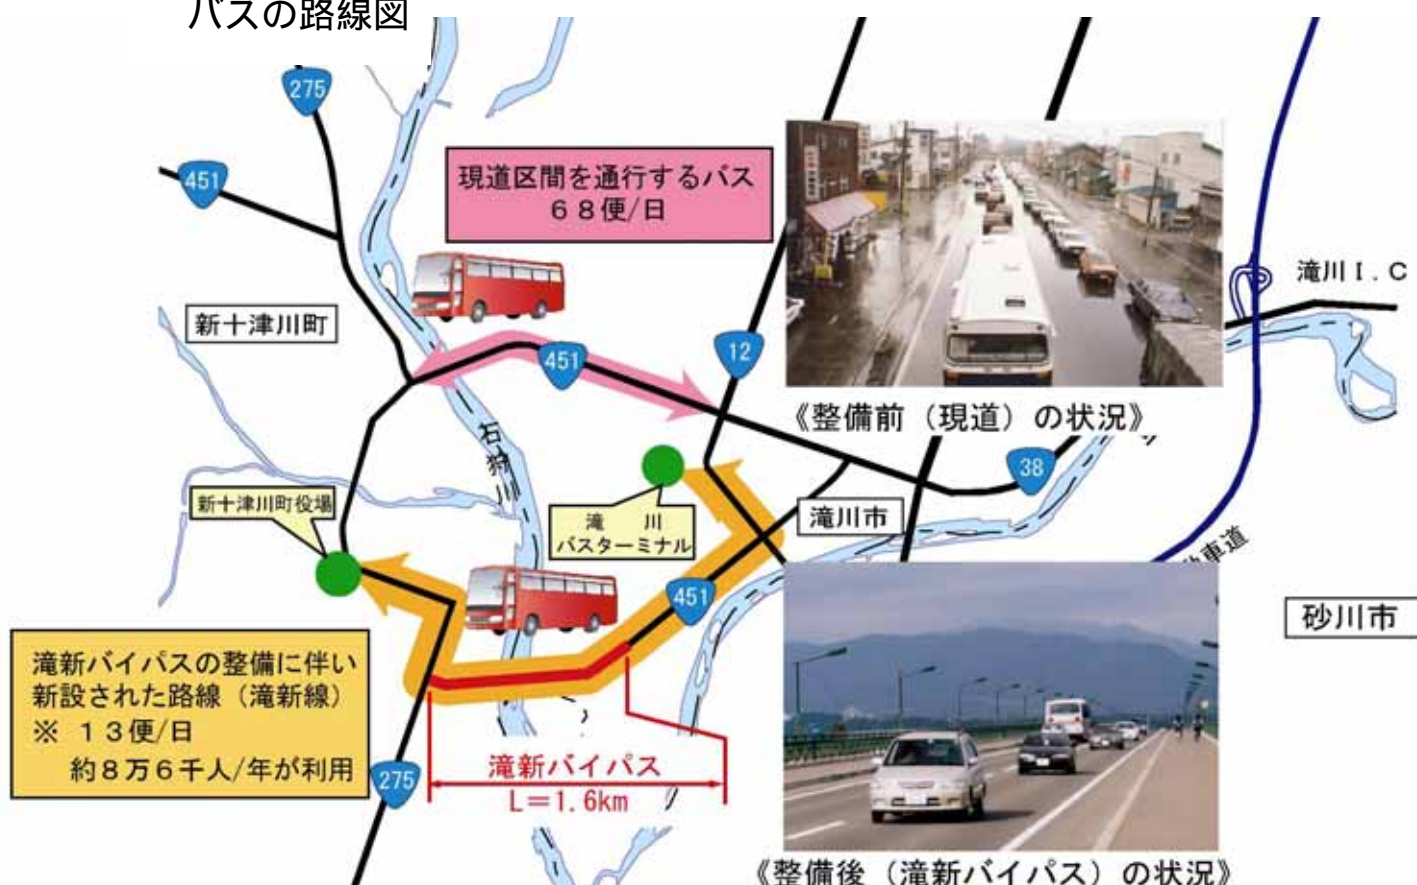 バスの路線図
275
451
現道区間を通行するバス
６８便/日
滝川Ｉ.Ｃ
新十津川町
451
12
《整備前（現道）の状況》
石狩川
38
新十津川町役場
滝　川
バスターミナル
滝川市
451
砂川市
滝新バイパスの整備に伴い
新設された路線（滝新線）
※ １３便/日
約８万６千人/年が利用
275
滝新バイパス
L＝1.6km
車道
《整備後（滝新バイパス）の状況》